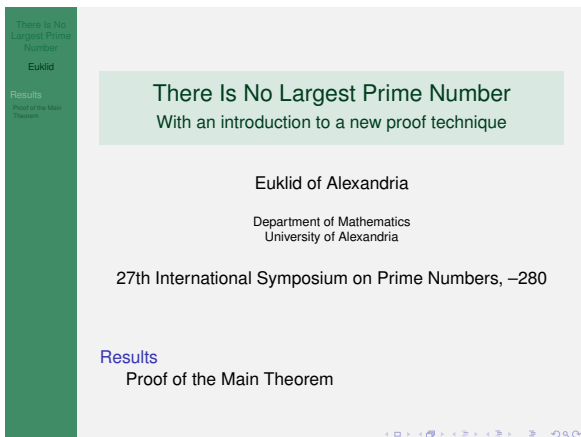 There Is No
Largest Prime
Number
Euklid
Results
Proof of the Main
Theorem
There Is No Largest Prime Number
With an introduction to a new proof technique
Euklid of Alexandria
Department of Mathematics
University of Alexandria
27th International Symposium on Prime Numbers, –280
Results
Proof of the Main Theorem